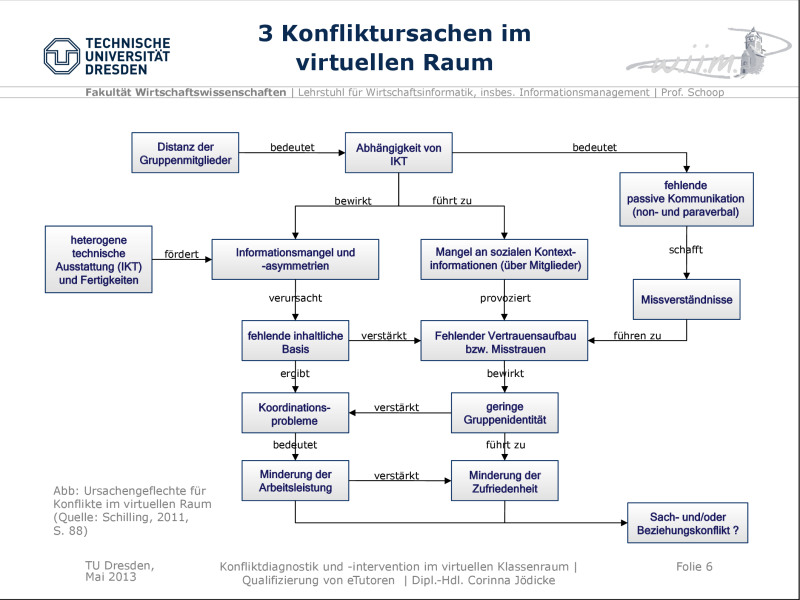 3 Konfliktursachen im
virtuellen Raum
TECHNISCHE
UNIVERSITÄT
DRESDEN
w.i.i.m.
Fakultät Wirtschaftswissenschaften | Lehrstuhl für Wirtschaftsinformatik, insbes. Informationsmanagement | Prof. Schoop
Distanz der
Gruppenmitglieder
bedeutet
Abhängigkeit von
IKT
bedeutet
fehlende
passive Kommunikation
(non- und paraverbal)
bewirkt
führt zu
heterogene
technische
Ausstattung (IKT)
und Fertigkeiten
fördert
Informationsmangel und
-asymmetrien
Mangel an sozialen Kontext-
informationen (über Mitglieder)
schafft
verursacht
provoziert
Missverständnisse
fehlende inhaltliche
Basis
verstärkt
Fehlender Vertrauensaufbau
bzw. Misstrauen
führen zu
ergibt
bewirkt
Koordinations-
probleme
verstärkt
geringe
Gruppenidentität
bedeutet
führt zu
Minderung der
Arbeitsleistung
verstärkt
Minderung der
Zufriedenheit
Sach- und/oder
Beziehungskonflikt ?
Abb: Ursachengeflechte für
Konflikte im virtuellen Raum
(Quelle: Schilling, 2011,
S. 88)
TU Dresden,
Mai 2013
Konfliktdiagnostik und -intervention im virtuellen Klassenraum |
Qualifizierung von eTutoren | Dipl.-Hdl. Corinna Jödicke
Folie 6